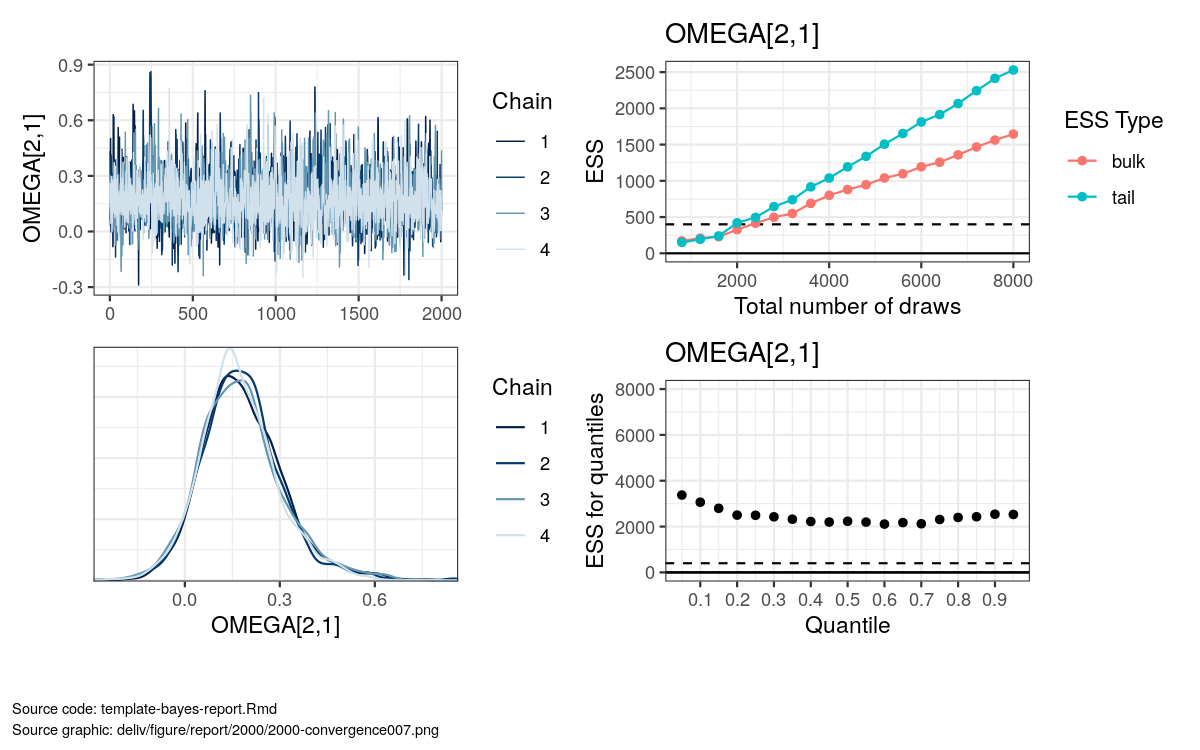 OMEGA[2,1]
0.9
0.6
0.3
0.0
-0.3
0 500 1000 1500 2000
Chain
1
2
3
4
OMEGA[2,1]
ESS
2500
2000
1500
1000
500
0
2000 4000 6000 8000
Total number of draws
ESS Type
bulk
tail
0.0 0.3 0.6
OMEGA[2,1]
Chain
1
2
3
4
OMEGA[2,1]
ESS for quantiles
8000
6000
4000
2000
0
0.1 0.2 0.3 0.4 0.5 0.6 0.7 0.8 0.9
Quantile
Source code: template-bayes-report.Rmd
Source graphic: deliv/figure/report/2000/2000-convergence007.png